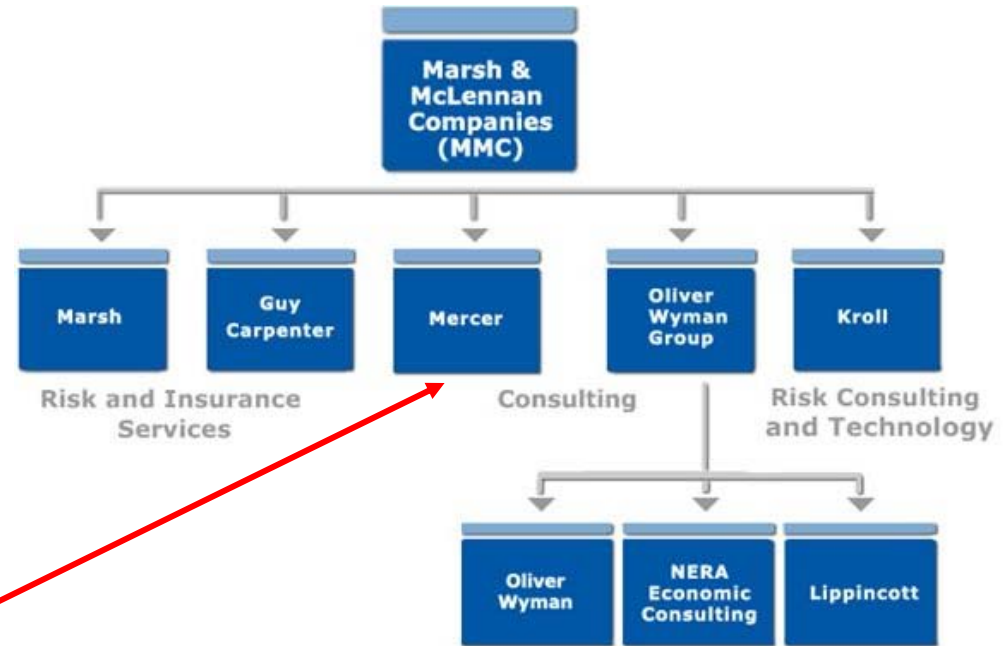 Marsh &
McLennan
Companies
(MMC)
Marsh
Guy
Carpenter
Mercer
Oliver
Wyman
Group
Kroll
Risk and Insurance
Services
Consulting
Risk Consulting
and Technology
Oliver
Wyman
NERA
Economic
Consulting
Lippincott